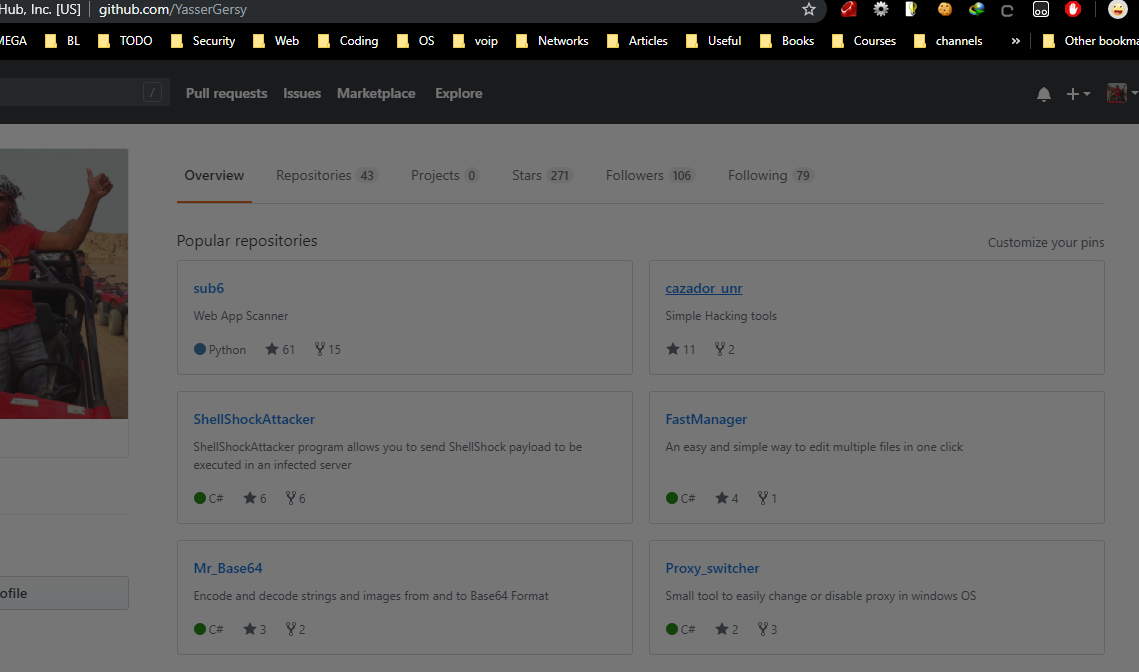 Hub, Inc. [US] github.com/YasserGersy
MEGA BL TODO Security Web Coding OS voip Networks Articles Useful Books Courses channels » Other bookma
/ Pull requests Issues Marketplace Explore
Overview Repositories 43 Projects 0 Stars 271 Followers 106 Following 79
Popular repositories Customize your pins
sub6
Web App Scanner
Python 61 15
cazador_unr
Simple Hacking tools
11 2
ShellShockAttacker
ShellShockAttacker program allows you to send ShellShock payload to be
executed in an infected server
C# 6 6
FastManager
An easy and simple way to edit multiple files in one click
C# 4 1
Mr_Base64
Encode and decode strings and images from and to Base64 Format
C# 3 2
Proxy_switcher
Small tool to easily change or disable proxy in windows OS
C# 2 3
ofile